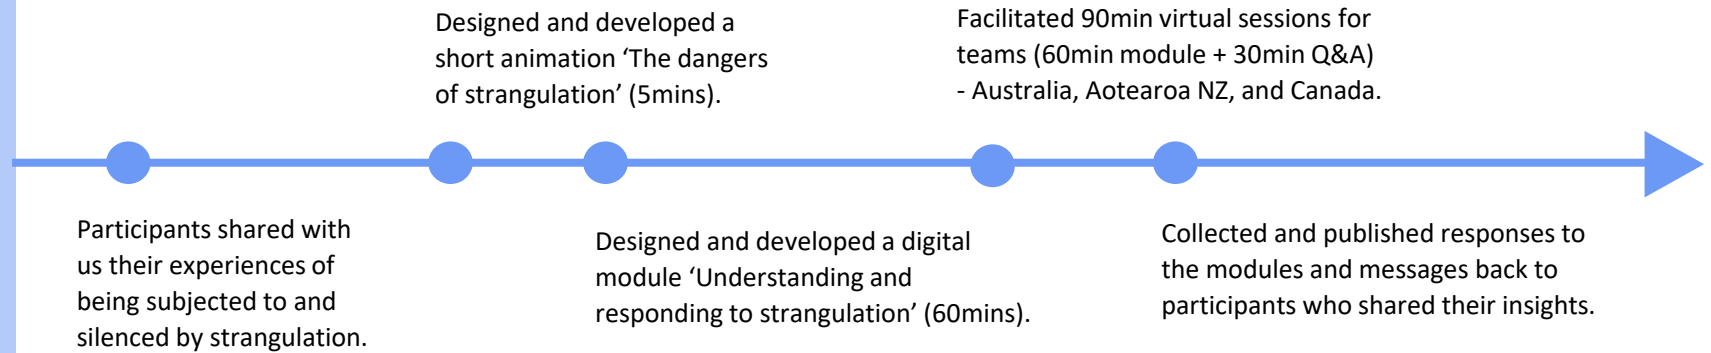 Participants shared with
us their experiences of
being subjected to and
silenced by strangulation.
Designed and developed a
short animation ‘The dangers
of strangulation’ (5mins).
Designed and developed a digital
module ‘Understanding and
responding to strangulation’ (60mins).
Facilitated 90min virtual sessions for
teams (60min module + 30min Q&A)
- Australia, Aotearoa NZ, and Canada.
Collected and published responses to
the modules and messages back to
participants who shared their insights.